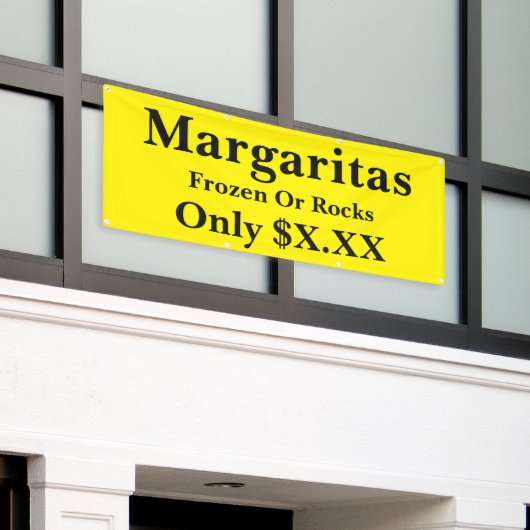 Margaritas
Frozen Or Rocks
Only $X.XX